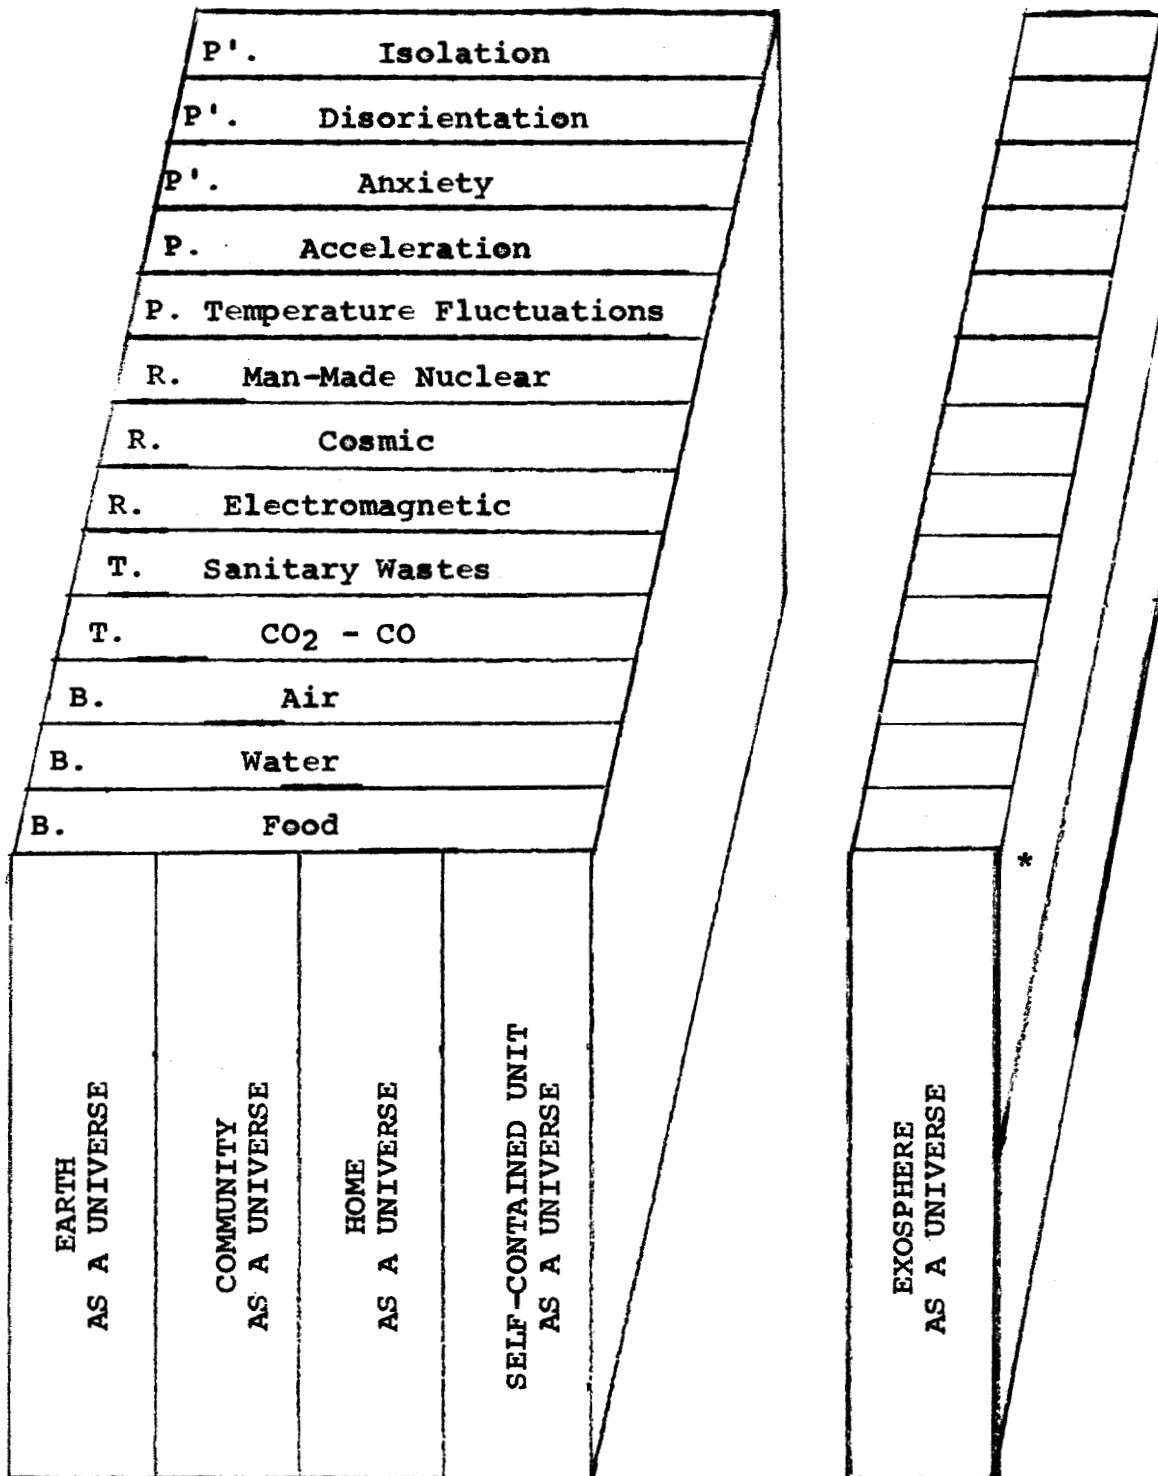 P'. Isolation
P'. Disorientation
P'. Anxiety
P. Acceleration
P. Temperature Fluctuations
R. Man-Made Nuclear
R. Cosmic
R. Electromagnetic
T. Sanitary Wastes
T. CO2 - CO
B. Air
B. Water
B. Food
*
EARTH
AS A UNIVERSE
COMMUNITY
AS A UNIVERSE
HOME
AS A UNIVERSE
SELF-CONTAINED UNIT
AS A UNIVERSE
EXOSPHERE
AS A UNIVERSE